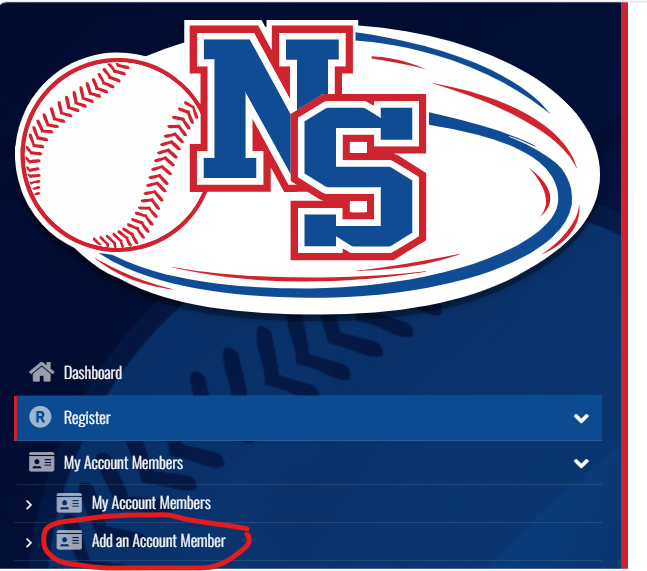 NS
Dashboard
R Register
My Account Members
My Account Members
Add an Account Member